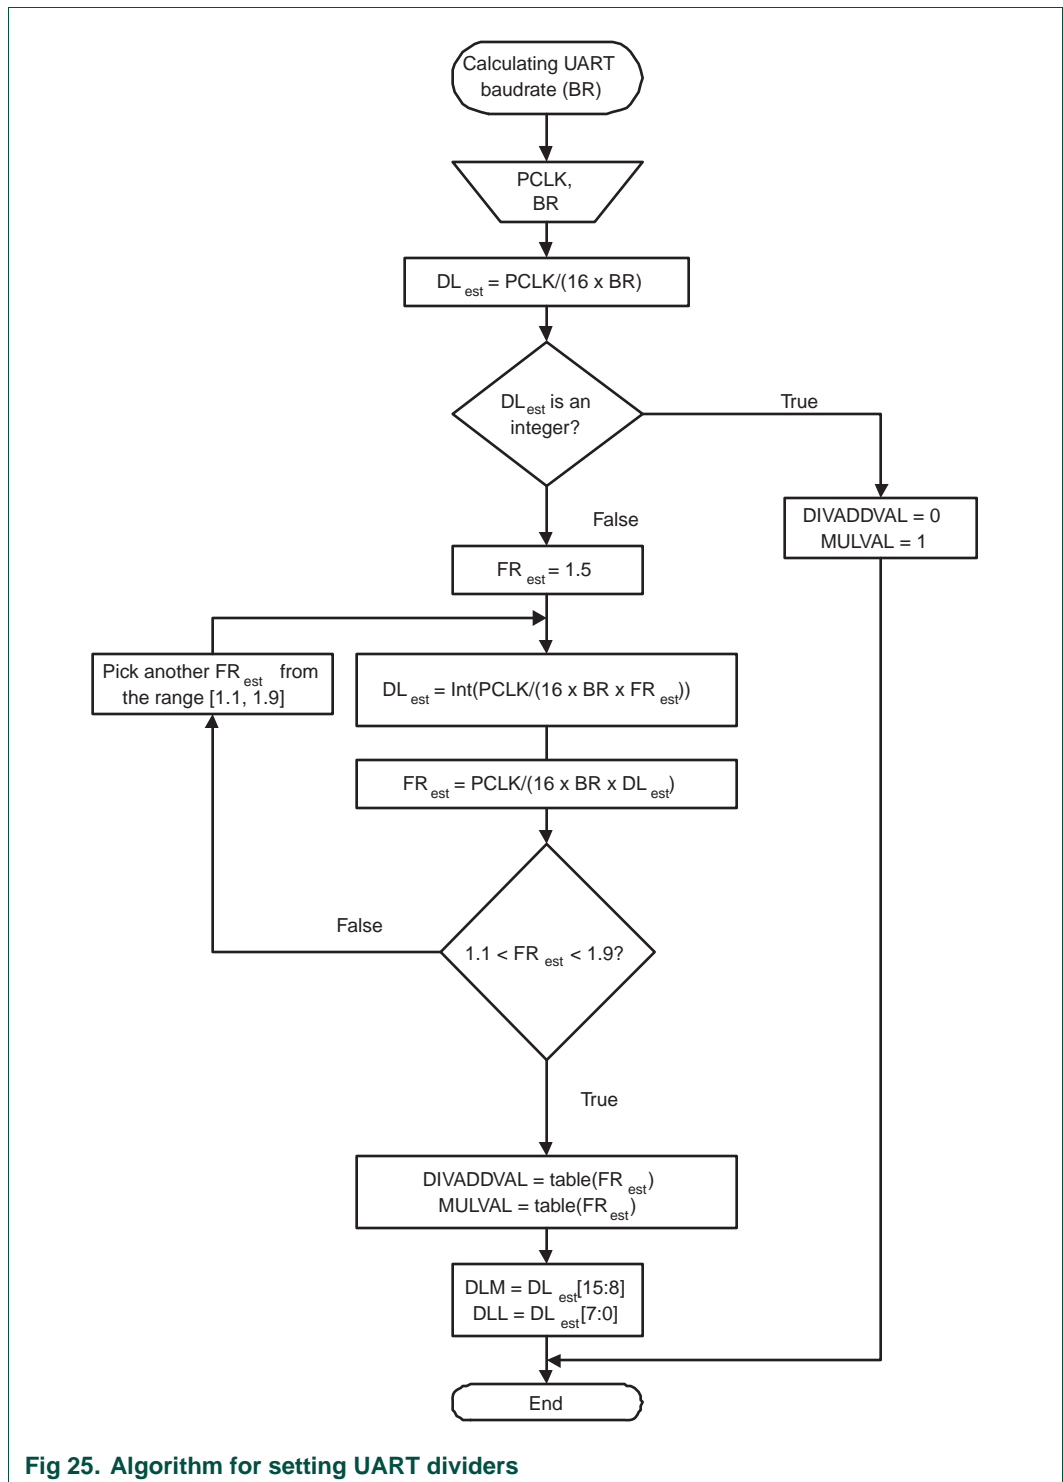 Calculating UART
baudrate (BR)
PCLK,
BR
DL est = PCLK/(16 x BR)
DL est is an
integer?
True
False
DIVADDVAL = 0
MULVAL = 1
FR est = 1.5
Pick another FR est from
the range [1.1, 1.9]
DL est = Int(PCLK/(16 x BR x FR est))
FR est = PCLK/(16 x BR x DL est)
False
1.1 < FR est < 1.9?
True
DIVADDVAL = table(FR est)
MULVAL = table(FR est)
DLM = DL est [15:8]
DLL = DL est [7:0]
End
Fig 25. Algorithm for setting UART dividers